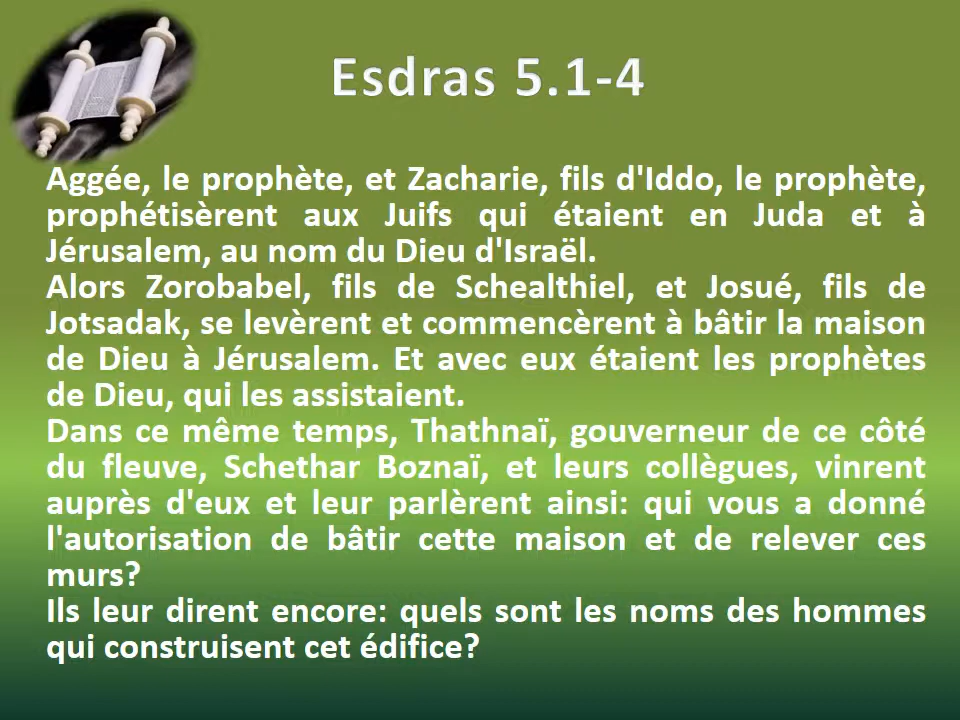 Esdras 5.1-4
Aggée, le prophète, et Zacharie, fils d'Iddo, le prophète,
prophétisèrent aux Juifs qui étaient en Juda et à
Jérusalem, au nom du Dieu d'Israël.
Alors Zorobabel, fils de Schealthiel, et Josué, fils de
Jotsadak, se levèrent et commencèrent à bâtir la maison
de Dieu à Jérusalem. Et avec eux étaient les prophètes
de Dieu, qui les assistaient.
Dans ce même temps, Thathnaï, gouverneur de ce côté
du fleuve, Schethar Boznaï, et leurs collègues, vinrent
auprès d'eux et leur parlèrent ainsi: qui vous a donné
l'autorisation de bâtir cette maison et de relever ces
murs?
Ils leur dirent encore: quels sont les noms des hommes
qui construisent cet édifice?